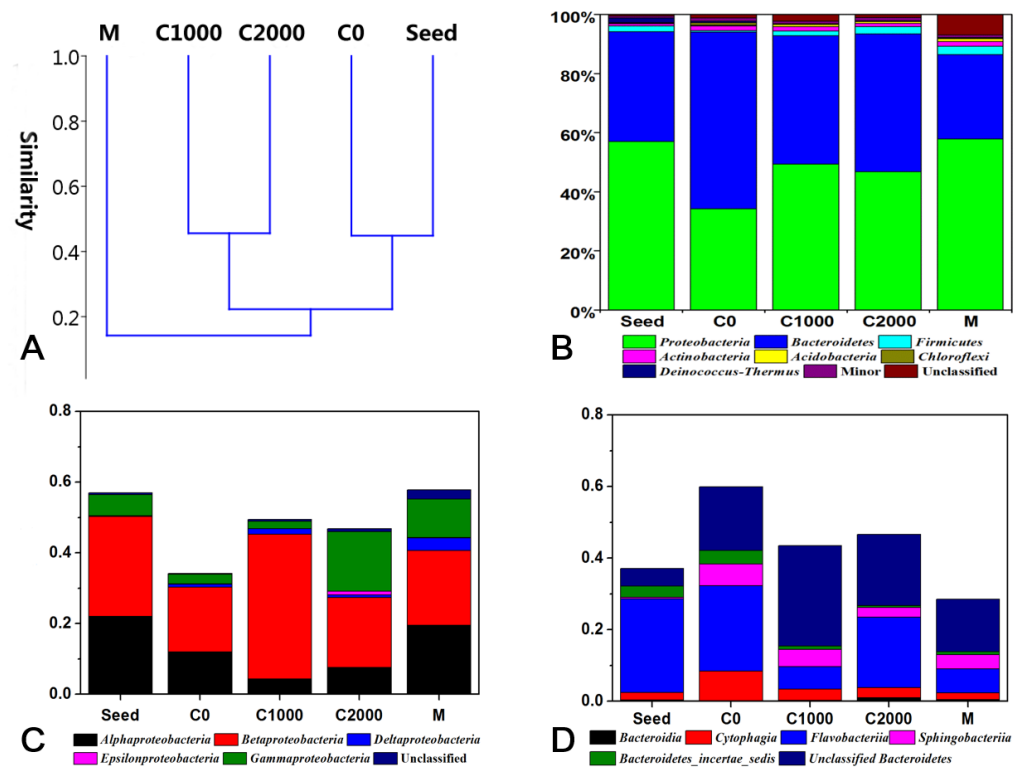 M C1000 C2000 C0 Seed
1.0
0.8
0.6
0.4
0.2
Similarity
A
100%
80%
60%
40%
20%
0%
Seed C0 C1000 C2000 M
Proteobacteria Bacteroidetes Firmicutes
Actinobacteria Acidobacteria Chloroflexi
Deinococcus-Thermus Minor Unclassified
B
0.8
0.6
0.4
0.2
0.0
Seed C0 C1000 C2000 M
Alphaproteobacteria Betaproteobacteria Deltaproteobacteria
Epsilonproteobacteria Gammaproteobacteria Unclassified
C
0.8
0.6
0.4
0.2
0.0
Seed C0 C1000 C2000 M
Bacteroidia Cytophagia Flavobacteriia Sphingobacteriia
Bacteroidetes_incertae_sedis Unclassified Bacteroidetes
D